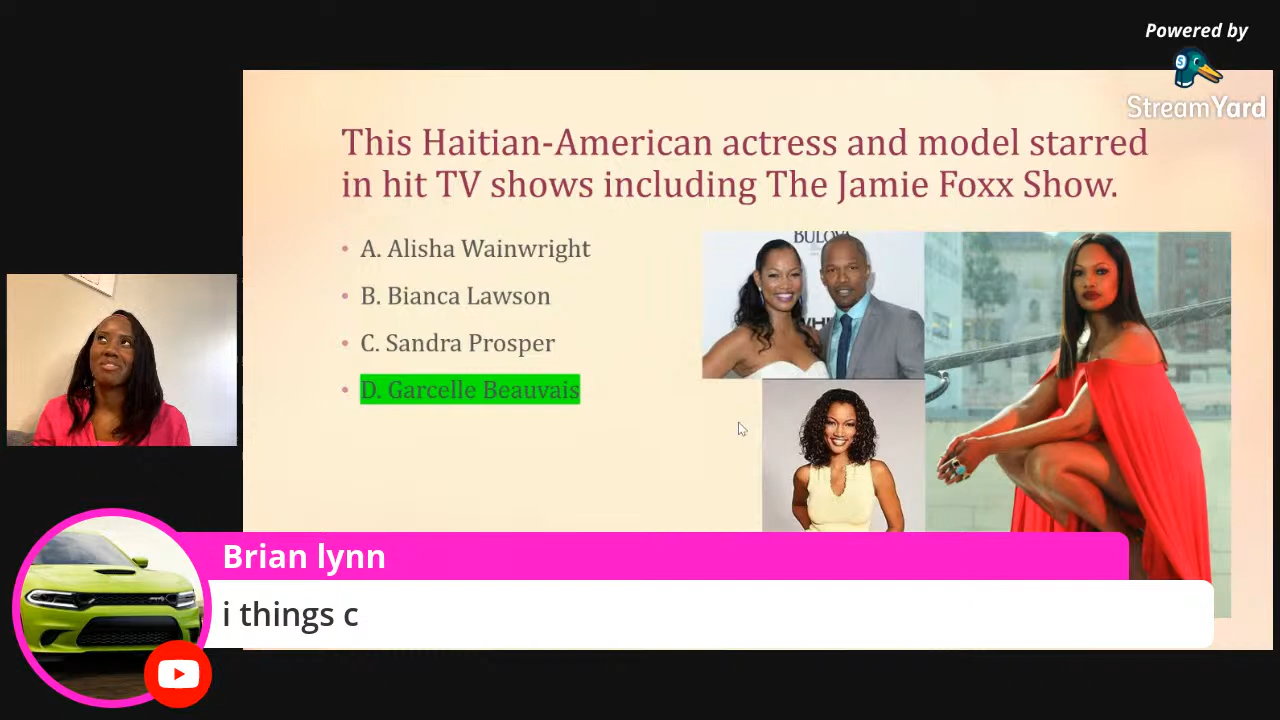 Powered by
StreamYard
This Haitian-American actress and model starred
in hit TV shows including The Jamie Foxx Show.
• A. Alisha Wainwright
• B. Bianca Lawson
• C. Sandra Prosper
• D. Garcelle Beauvais
BULOVA
WH
Brian lynn
i things c